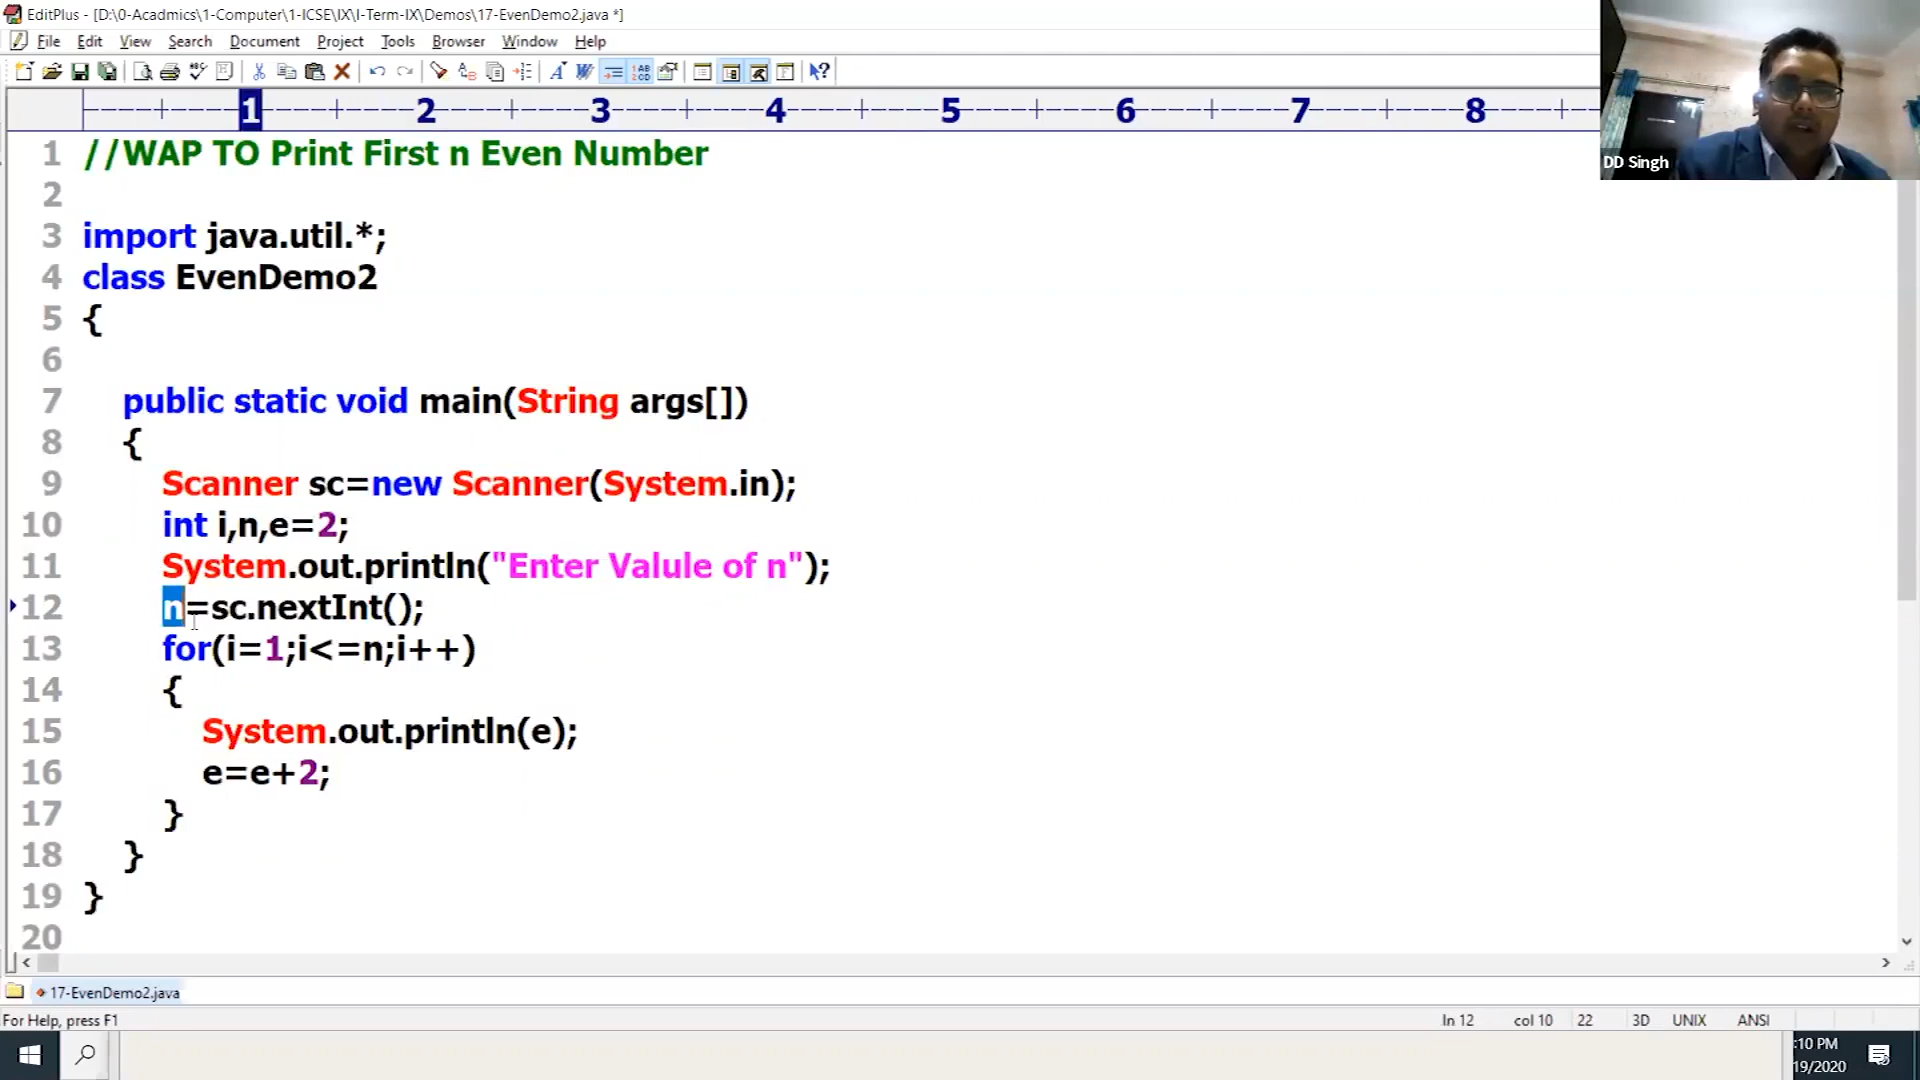 EditPlus - [D:\0-Acadmics\1-Computer\1-ICSE\IX\I-Term-IX\Demos\17-EvenDemo2.java *]
File Edit View Search Document Project Tools Browser Window Help
1 2 3 4 5 6 7 8
DD Singh
1 //WAP TO Print First n Even Number
2
3 import java.util.*;
4 class EvenDemo2
5 {
6
7 public static void main(String args[])
8 {
9 Scanner sc=new Scanner(System.in);
10 int i,n,e=2;
11 System.out.println("Enter Valule of n");
12 n=sc.nextInt();
13 for(i=1;i<=n;i++)
14 {
15 System.out.println(e);
16 e=e+2;
17 }
18 }
19 }
20
17-EvenDemo2.java
For Help, press F1 ln 12 col 10 22 3D UNIX ANSI
:10 PM
19/2020